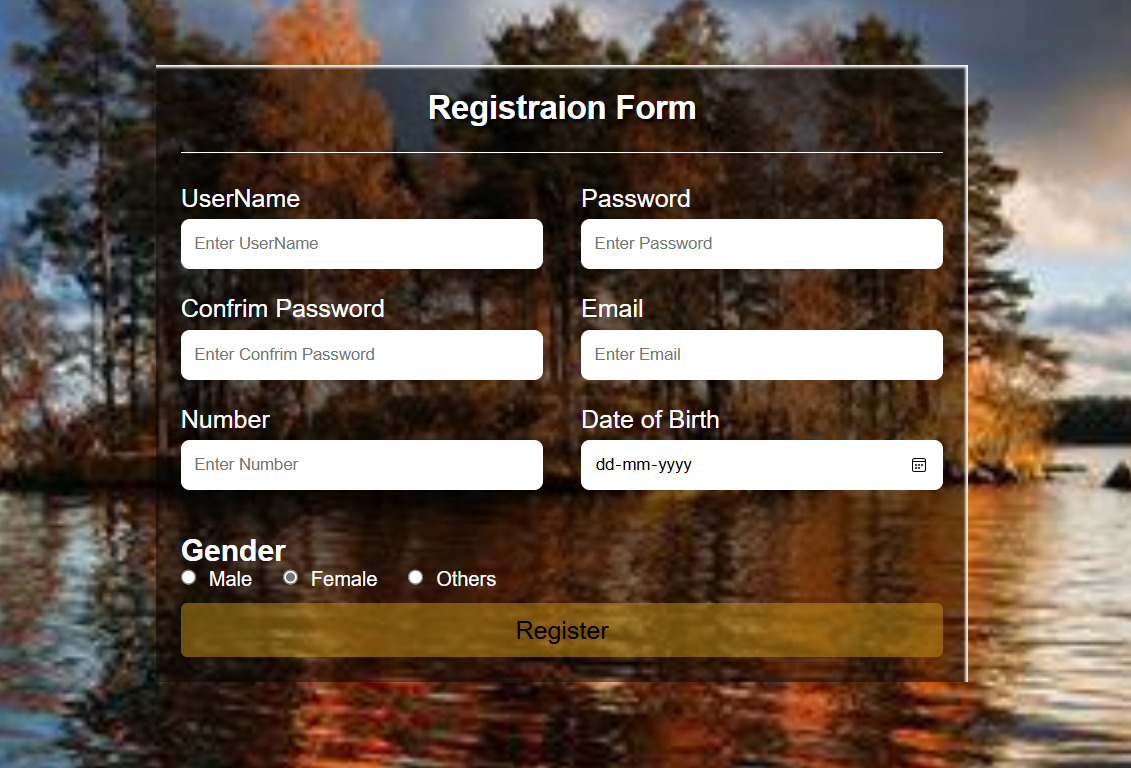 Registraion Form
UserName
Password
Enter UserName
Enter Password
Confrim Password
Email
Enter Confrim Password
Enter Email
Number
Date of Birth
Enter Number
dd-mm-yyyy
Gender
Male Female Others
Register